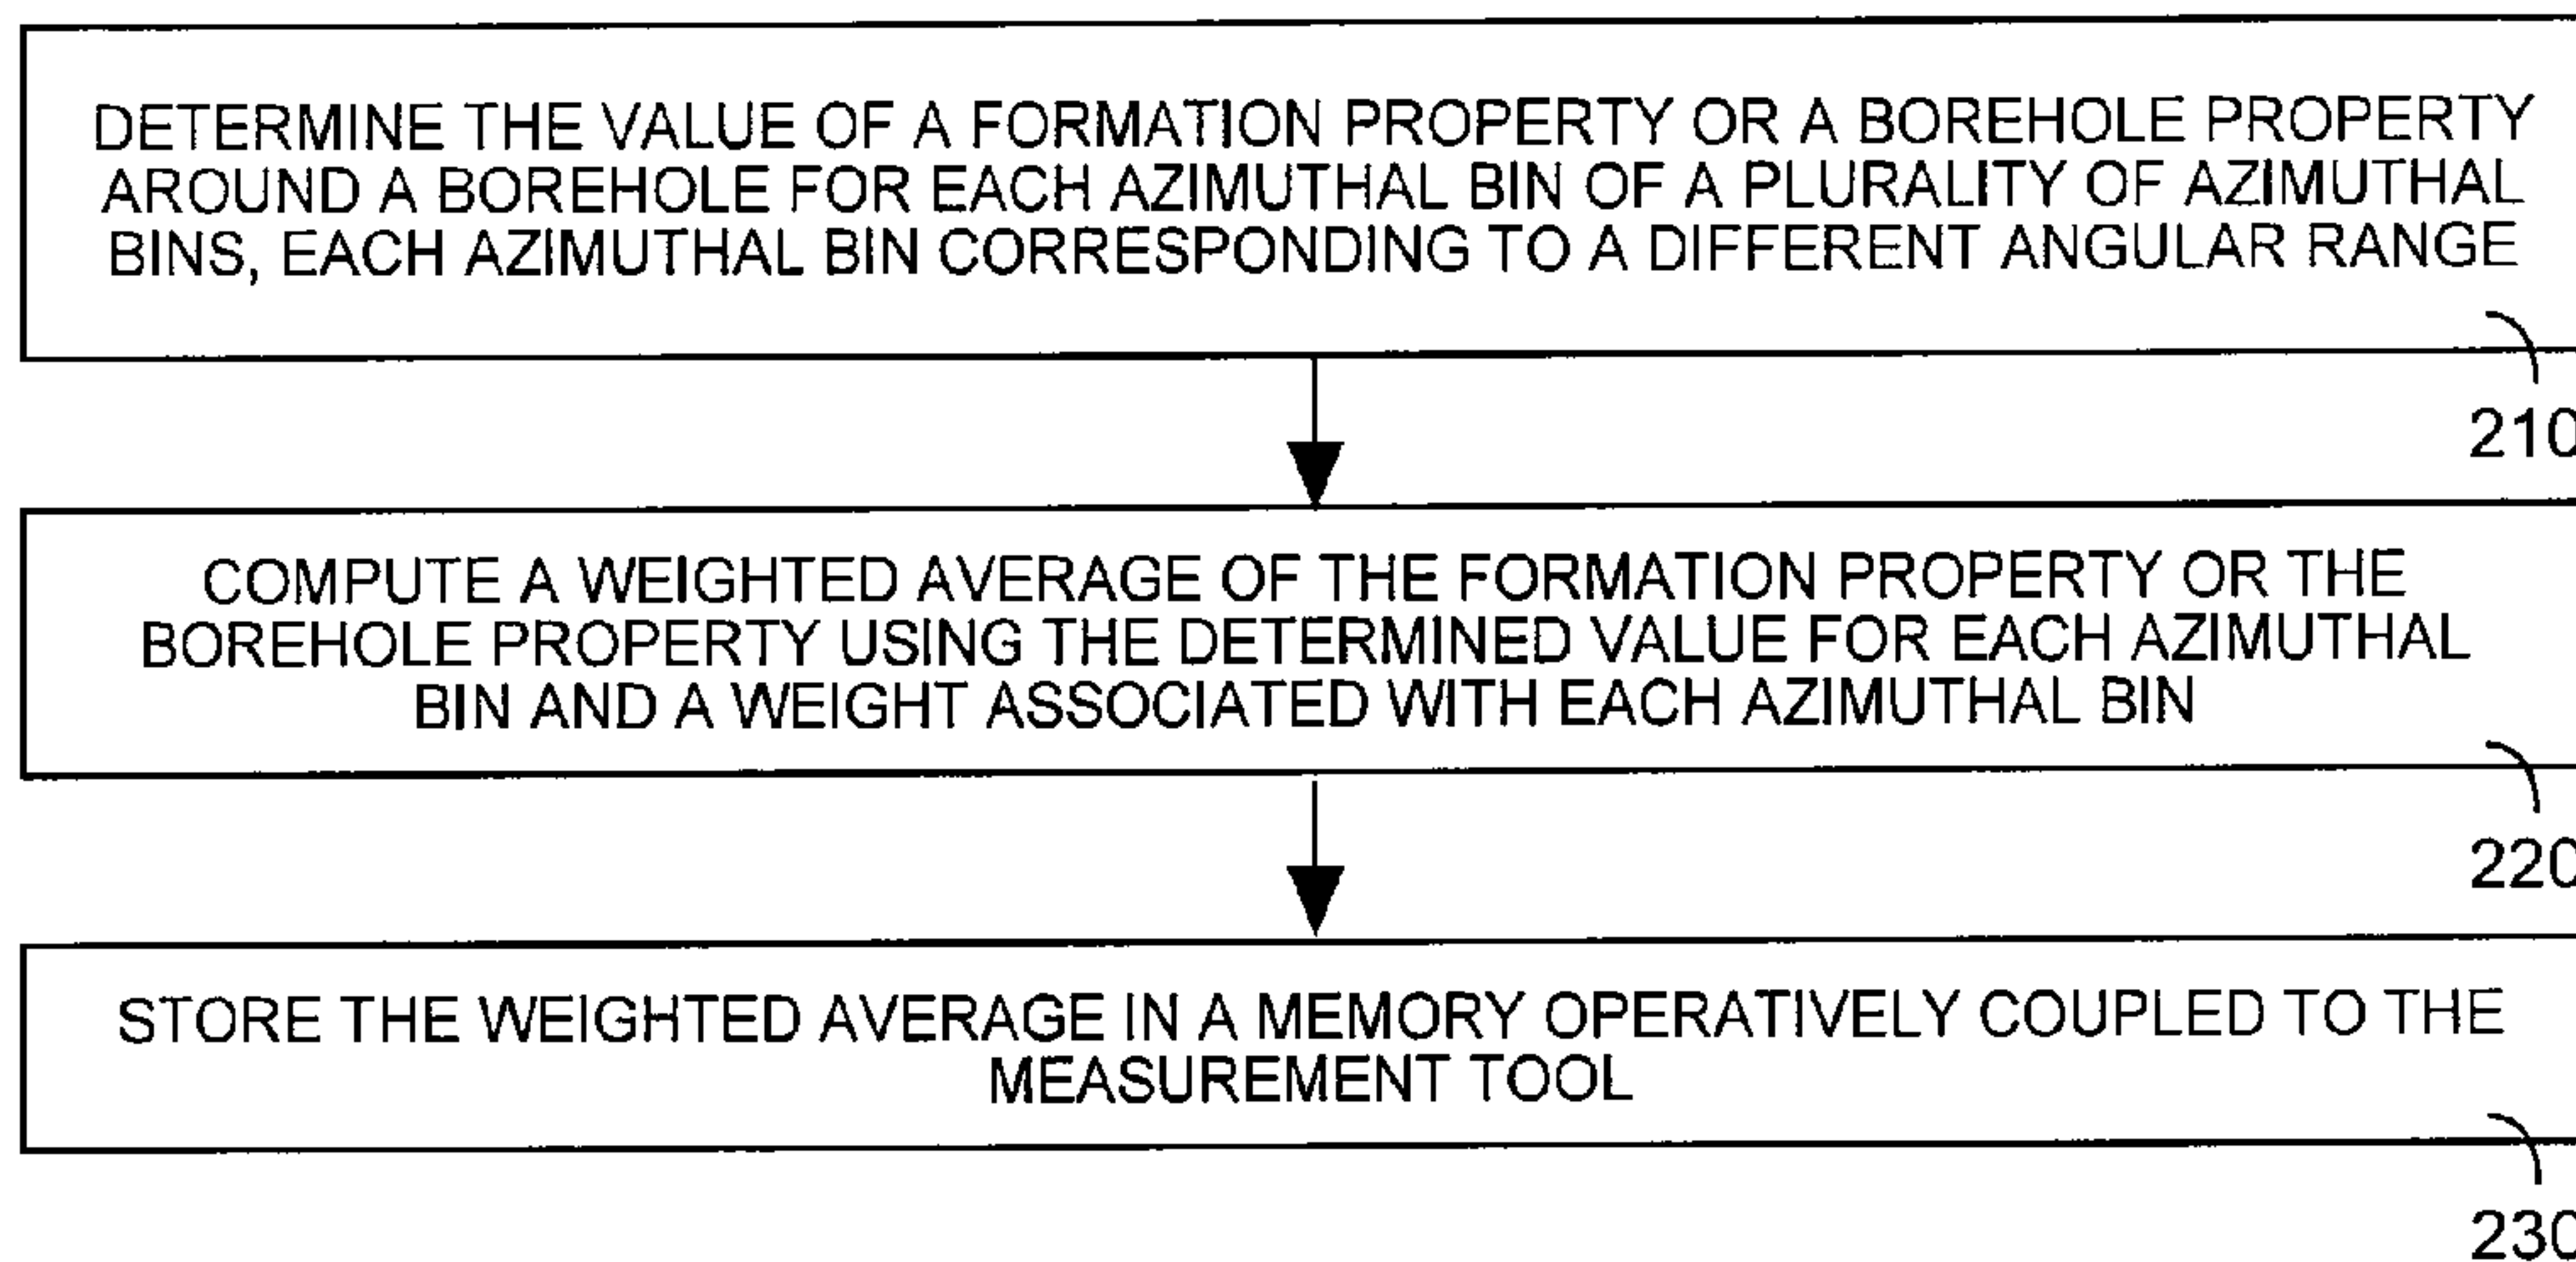 DETERMINE THE VALUE OF A FORMATION PROPERTY OR A BOREHOLE PROPERTY
AROUND A BOREHOLE FOR EACH AZIMUTHAL BIN OF A PLURALITY OF AZIMUTHAL
BINS, EACH AZIMUTHAL BIN CORRESPONDING TO A DIFFERENT ANGULAR RANGE
210
COMPUTE A WEIGHTED AVERAGE OF THE FORMATION PROPERTY OR THE
BOREHOLE PROPERTY USING THE DETERMINED VALUE FOR EACH AZIMUTHAL
BIN AND A WEIGHT ASSOCIATED WITH EACH AZIMUTHAL BIN
220
STORE THE WEIGHTED AVERAGE IN A MEMORY OPERATIVELY COUPLED TO THE
MEASUREMENT TOOL
230